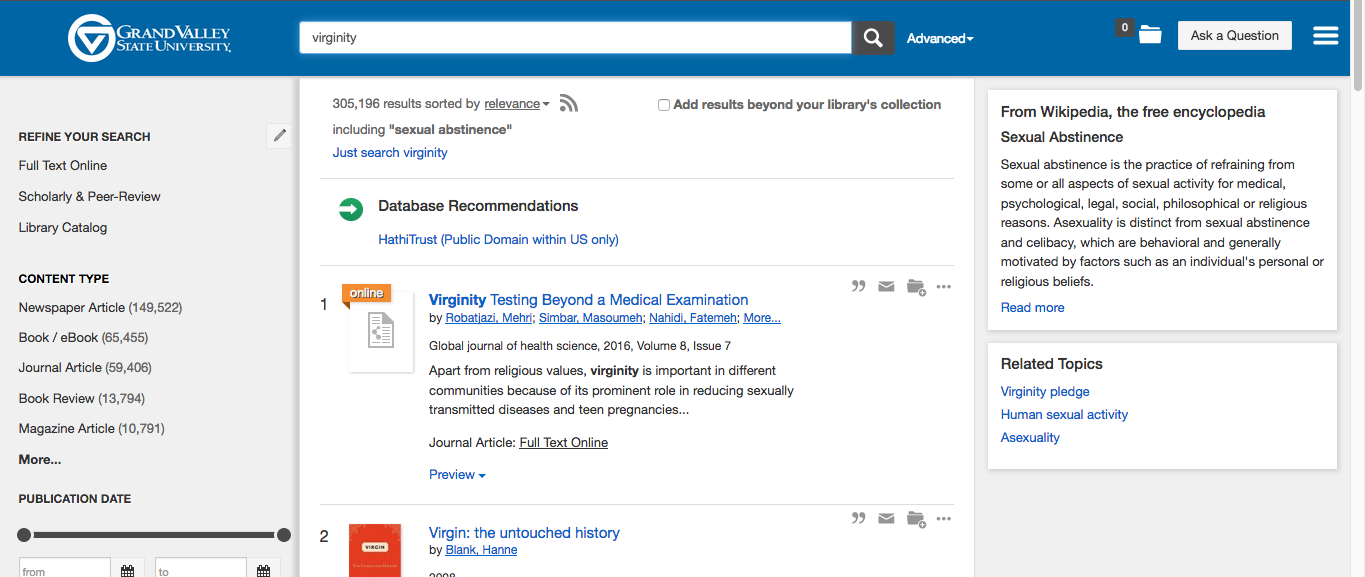 GRAND VALLEY
STATE UNIVERSITY
virginity
Advanced
0
Ask a Question
REFINE YOUR SEARCH
Full Text Online
Scholarly & Peer-Review
Library Catalog
CONTENT TYPE
Newspaper Article (149,522)
Book / eBook (65,455)
Journal Article (59,406)
Book Review (13,794)
Magazine Article (10,791)
More...
PUBLICATION DATE
from
to
305,196 results sorted by relevance
Add results beyond your library's collection
including "sexual abstinence"
Just search virginity
Database Recommendations
HathiTrust (Public Domain within US only)
1
online
Virginity Testing Beyond a Medical Examination
by Robatjazi, Mehri; Simbar, Masoumeh; Nahidi, Fatemeh; More...
Global journal of health science, 2016, Volume 8, Issue 7
Apart from religious values, virginity is important in different
communities because of its prominent role in reducing sexually
transmitted diseases and teen pregnancies...
Journal Article: Full Text Online
Preview
2
VIRGIN
Virgin: the untouched history
by Blank, Hanne
2008
From Wikipedia, the free encyclopedia
Sexual Abstinence
Sexual abstinence is the practice of refraining from
some or all aspects of sexual activity for medical,
psychological, legal, social, philosophical or religious
reasons. Asexuality is distinct from sexual abstinence
and celibacy, which are behavioral and generally
motivated by factors such as an individual's personal or
religious beliefs.
Read more
Related Topics
Virginity pledge
Human sexual activity
Asexuality